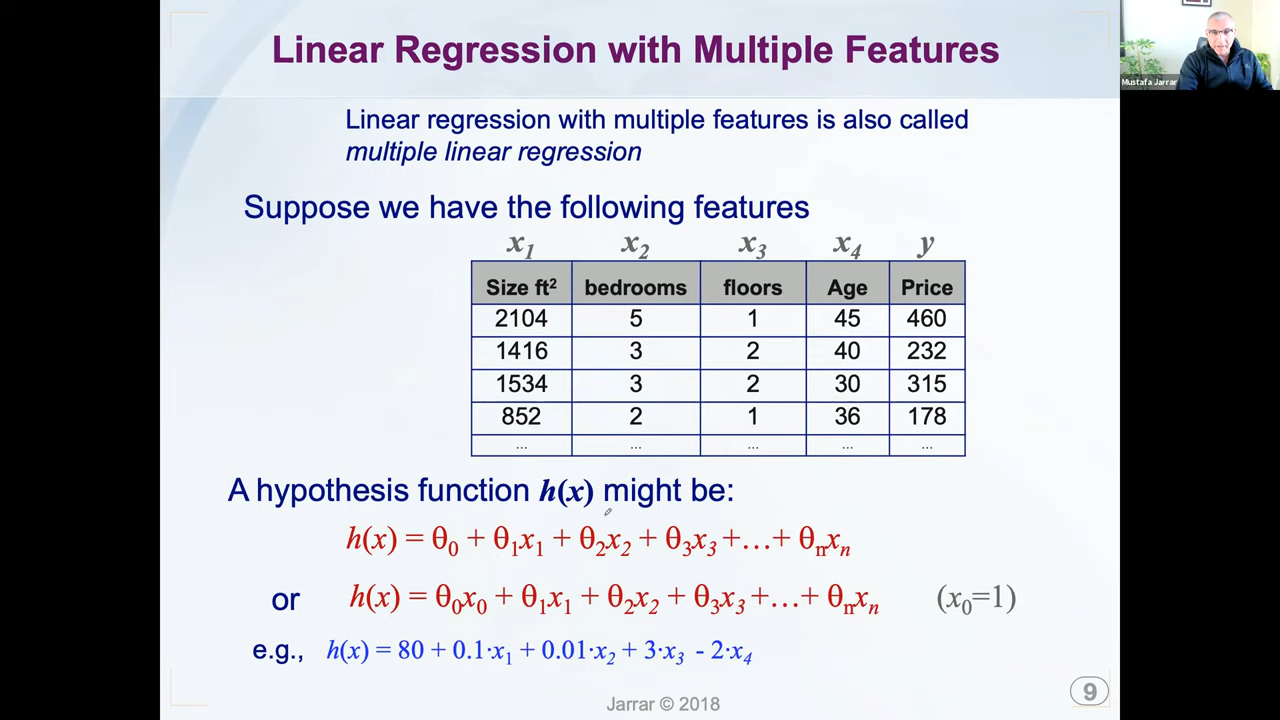 Linear Regression with Multiple Features
Mustafa Jarrar
Linear regression with multiple features is also called
multiple linear regression
Suppose we have the following features
x₁ x₂ x₃ x₄ y
Size ft² bedrooms floors Age Price
2104 5 1 45 460
1416 3 2 40 232
1534 3 2 30 315
852 2 1 36 178
... ... ... ... ...
A hypothesis function h(x) might be:
h(x) = θ₀ + θ₁x₁ + θ₂x₂ + θ₃x₃ +…+ θₙxₙ
or h(x) = θ₀x₀ + θ₁x₁ + θ₂x₂ + θ₃x₃ +…+ θₙxₙ (x₀=1)
e.g., h(x) = 80 + 0.1·x₁ + 0.01·x₂ + 3·x₃ - 2·x₄
Jarrar © 2018
9